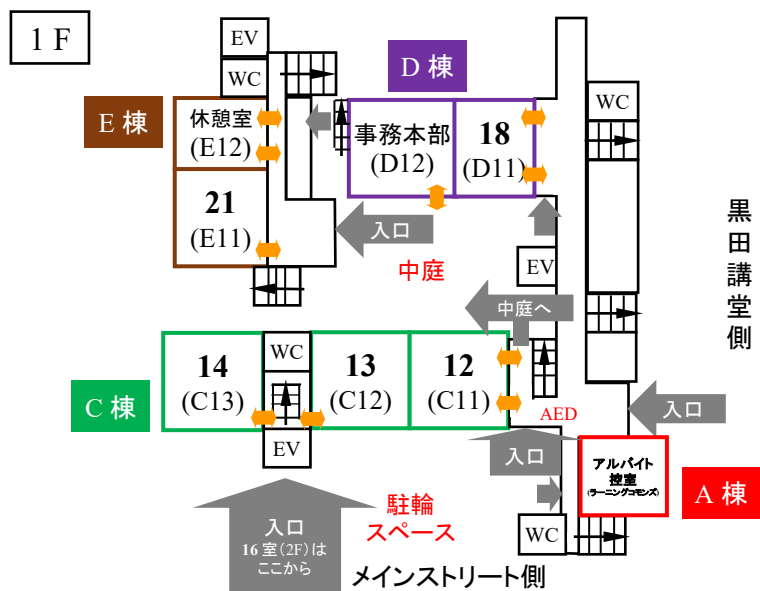 1 F
EV
WC
D 棟
WC
E 棟
休憩室
(E12)
事務本部
(D12)
18
(D11)
21
(E11)
入口
中庭
EV
黒田講堂側
中庭へ
14
(C13)
WC
13
(C12)
12
(C11)
C 棟
EV
AED
入口
入口
アルバイト
控室
(ラーニングコモンズ)
A 棟
入口
16 室(2F)は
ここから
駐輪
スペース
WC
メインストリート側